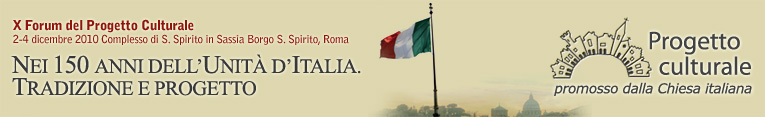 X Forum del Progetto Culturale
2-4 dicembre 2010 Complesso di S. Spirito in Sassia Borgo S. Spirito, Roma
NEI 150 ANNI DELL'UNITÀ D'ITALIA.
TRADIZIONE E PROGETTO
Progetto
culturale
promosso dalla Chiesa italiana